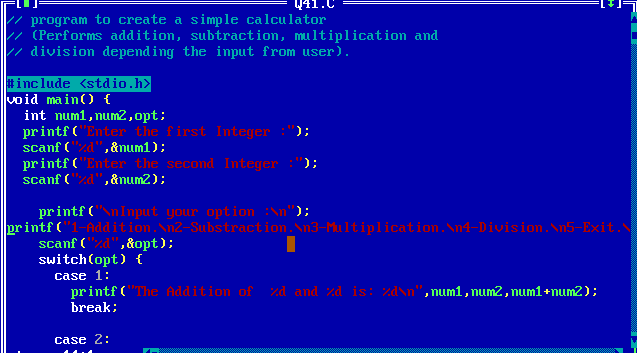 Q41.C
// program to create a simple calculator
// (Performs addition, subtraction, multiplication and
// division depending the input from user).
#include <stdio.h>
void main() {
int num1,num2,opt;
printf("Enter the first Integer :");
scanf("%d",&num1);
printf("Enter the second Integer :");
scanf("%d",&num2);
printf("\nInput your option :\n");
printf("1-Addition.\n2-Substraction.\n3-Multiplication.\n4-Division.\n5-Exit.\
scanf("%d",&opt);
switch(opt) {
case 1:
printf("The Addition of  %d and %d is: %d\n",num1,num2,num1+num2);
break;
case 2: